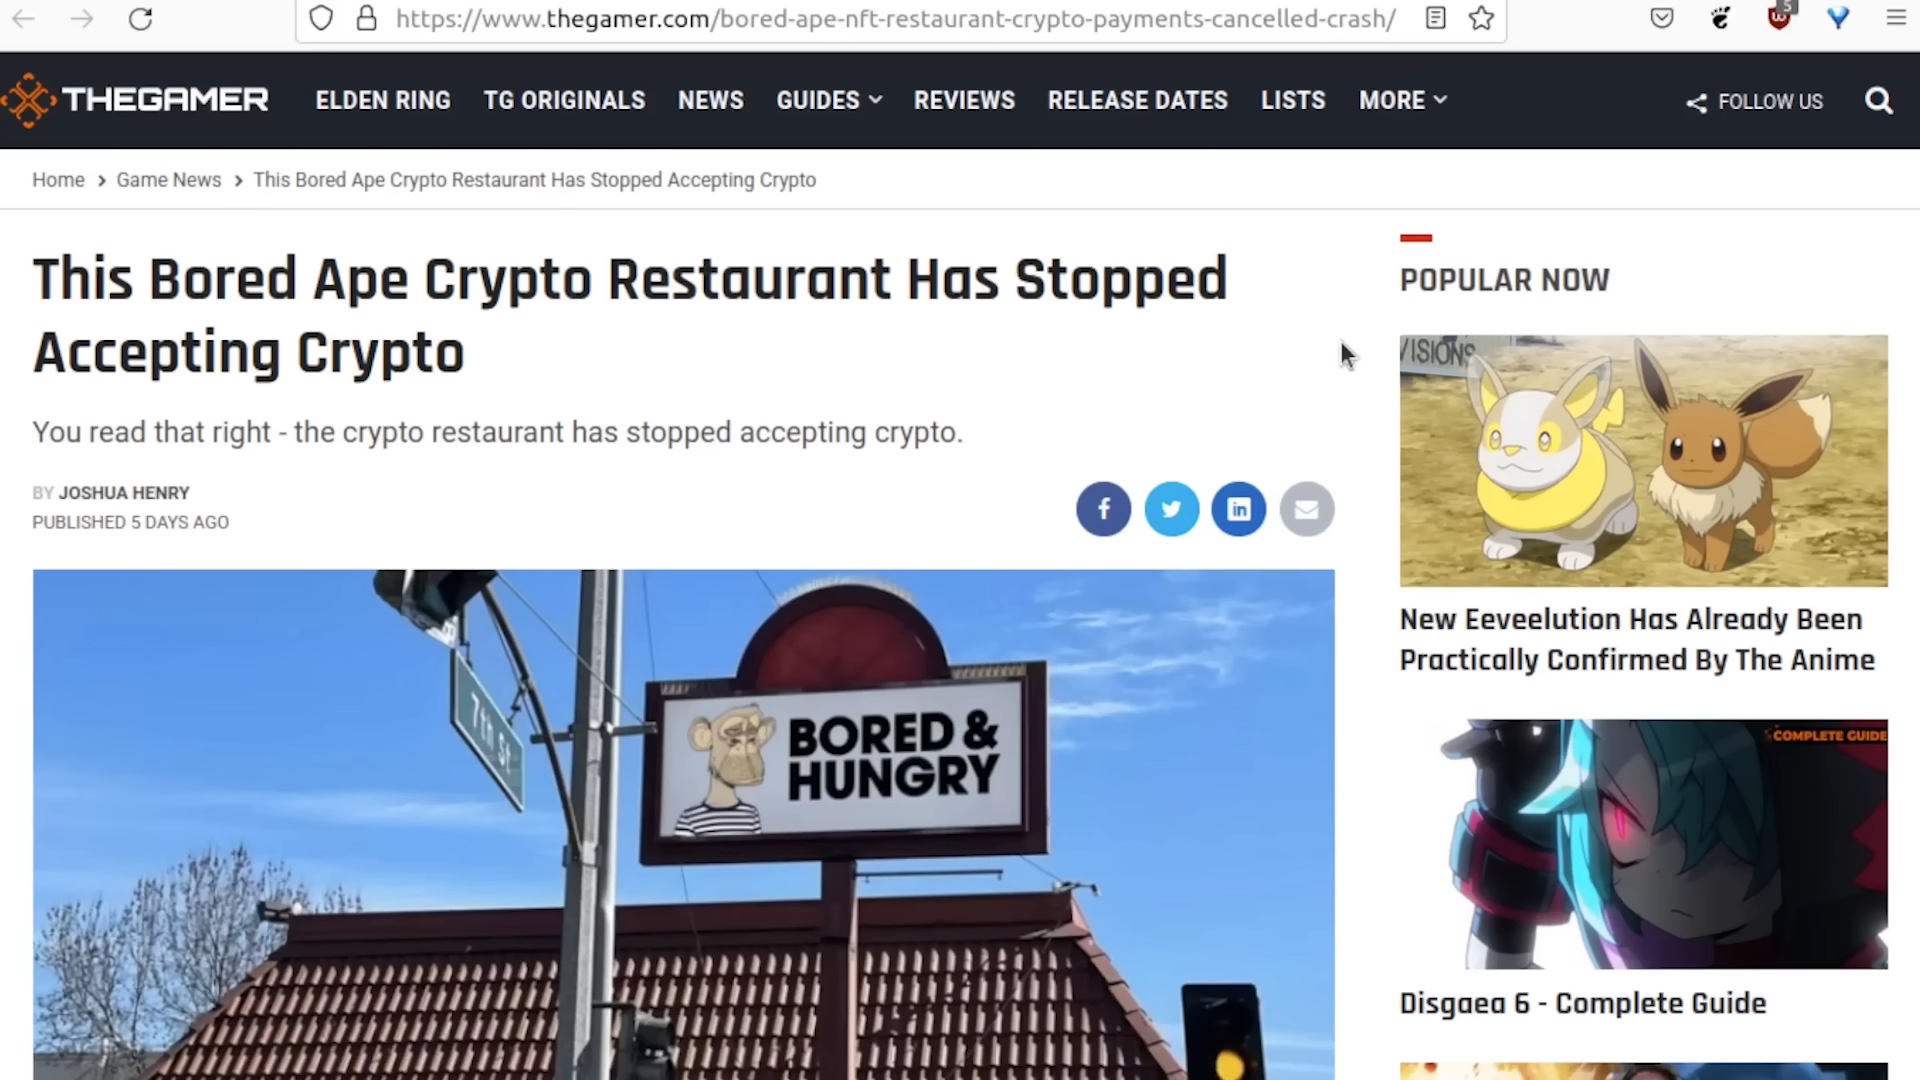 https://www.thegamer.com/bored-ape-nft-restaurant-crypto-payments-cancelled-crash/
5
THEGAMER
ELDEN RING
TG ORIGINALS
NEWS
GUIDES
REVIEWS
RELEASE DATES
LISTS
MORE
FOLLOW US
Home > Game News > This Bored Ape Crypto Restaurant Has Stopped Accepting Crypto
This Bored Ape Crypto Restaurant Has Stopped
Accepting Crypto
You read that right - the crypto restaurant has stopped accepting crypto.
BY JOSHUA HENRY
PUBLISHED 5 DAYS AGO
7th St
BORED &
HUNGRY
POPULAR NOW
VISIONS
New Eeveelution Has Already Been
Practically Confirmed By The Anime
COMPLETE GUIDE
Disgaea 6 - Complete Guide